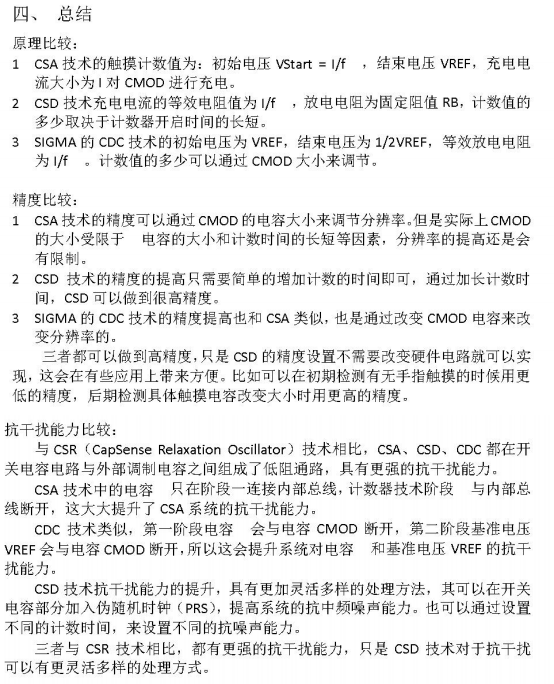 四、 总结
原理比较：
1 CSA 技术的触摸计数值为：初始电压 VStart = I/f ，结束电压 VREF，充电电
流大小为 I 对 CMOD 进行充电。
2 CSD 技术充电电流的等效电阻值为 I/f ，放电电阻为固定阻值 RB，计数值的
多少取决于计数器开启时间的长短。
3 SIGMA 的 CDC 技术的初始电压为 VREF，结束电压为 1/2VREF，等效放电电阻
为 I/f 。计数值的多少可以通过 CMOD 大小来调节。
精度比较：
1 CSA 技术的精度可以通过 CMOD 的电容大小来调节分辨率。但是实际上 CMOD
的大小受限于 电容的大小和计数时间的长短等因素，分辨率的提高还是会
有限制。
2 CSD 技术的精度的提高只需要简单的增加计数的时间即可，通过加长计数时
间，CSD 可以做到很高精度。
3 SIGMA 的 CDC 技术的精度提高也和 CSA 类似，也是通过改变 CMOD 电容来改
变分辨率的。
三者都可以做到高精度，只是 CSD 的精度设置不需要改变硬件电路就可以实
现，这会在有些应用上带来方便。比如可以在初期检测有无手指触摸的时候用更
低的精度，后期检测具体触摸电容改变大小时用更高的精度。
抗干扰能力比较：
与 CSR（CapSense Relaxation Oscillator）技术相比，CSA、CSD、CDC 都在开
关电容电路与外部调制电容之间组成了低阻通路，具有更强的抗干扰能力。
CSA 技术中的电容 只在阶段一连接内部总线，计数器技术阶段 与内部总
线断开，这大大提升了 CSA 系统的抗干扰能力。
CDC 技术类似，第一阶段电容 会与电容 CMOD 断开，第二阶段基准电压
VREF 会与电容 CMOD 断开，所以这会提升系统对电容 和基准电压 VREF 的抗干
扰能力。
CSD 技术抗干扰能力的提升，具有更加灵活多样的处理方法，其可以在开关
电容部分加入伪随机时钟（PRS），提高系统的抗中频噪声能力。也可以通过设置
不同的计数时间，来设置不同的抗噪声能力。
三者与 CSR 技术相比，都有更强的抗干扰能力，只是 CSD 技术对于抗干扰
可以有更灵活多样的处理方式。